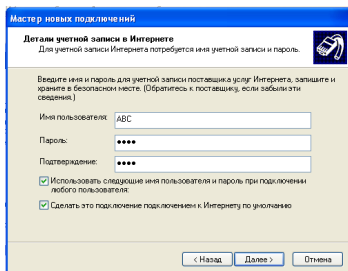 Мастер новых подключений
Детали учетной записи в Интернете
Для учетной записи Интернета потребуется имя учетной записи и пароль.
Введите имя и пароль для учетной записи поставщика услуг Интернета, запишите и
храните в безопасном месте. (Обратитесь к поставщику, если забыли эти
сведения.)
Имя пользователя: ABC
Пароль: ••••
Подтверждение: ••••
Использовать следующие имя пользователя и пароль при подключении
любого пользователя:
Сделать это подключение подключением к Интернету по умолчанию
< Назад Далее > Отмена